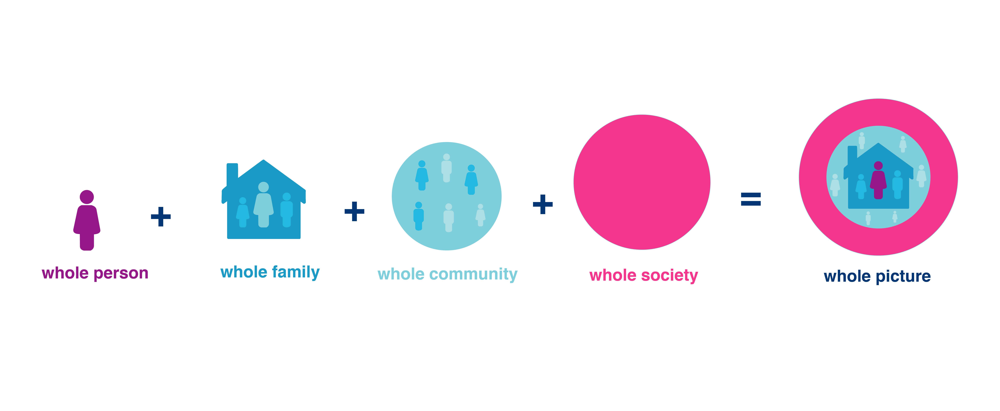 whole person
+
whole family
+
whole community
+
whole society
=
whole picture